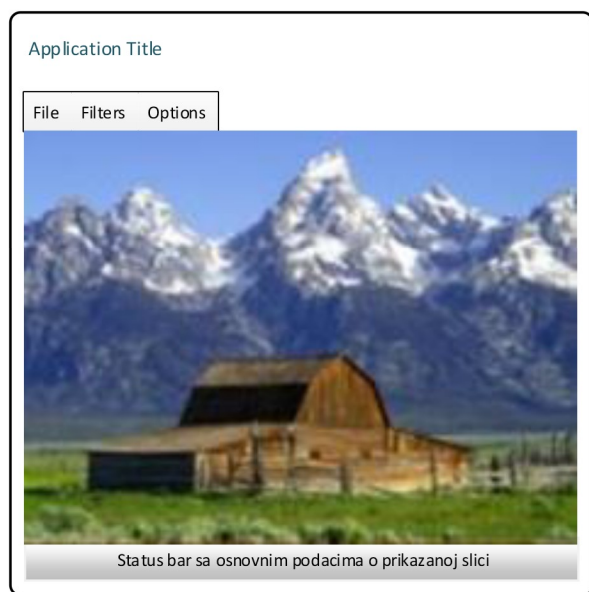 Application Title
File Filters Options
Status bar sa osnovnim podacima o prikazanoj slici